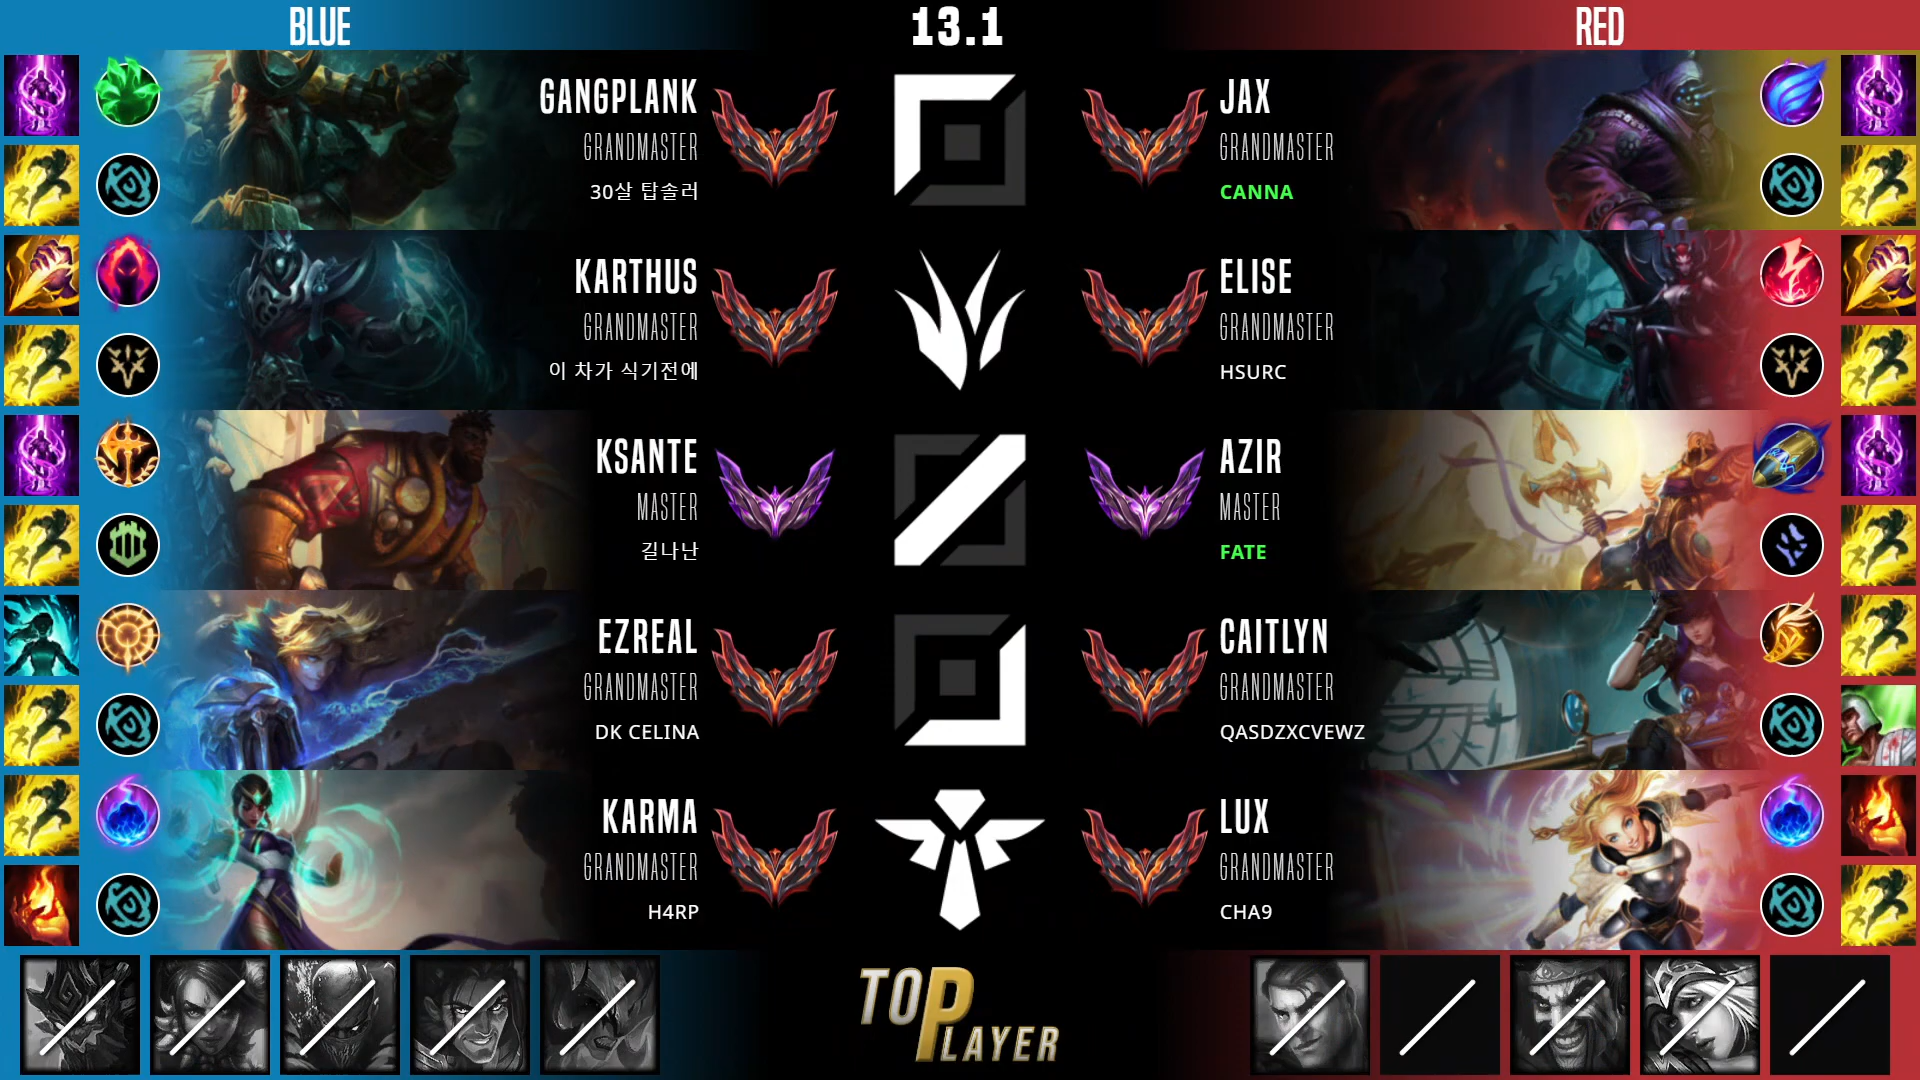 BLUE
13.1
RED
GANGPLANK
GRANDMASTER
30살 탑솔러
JAX
GRANDMASTER
CANNA
KARTHUS
GRANDMASTER
이 차가 식기전에
ELISE
GRANDMASTER
HSURC
KSANTE
MASTER
길나난
AZIR
MASTER
FATE
EZREAL
GRANDMASTER
DK CELINA
CAITLYN
GRANDMASTER
QASDZXCVEWZ
KARMA
GRANDMASTER
H4RP
LUX
GRANDMASTER
CHA9
TOPLAYER